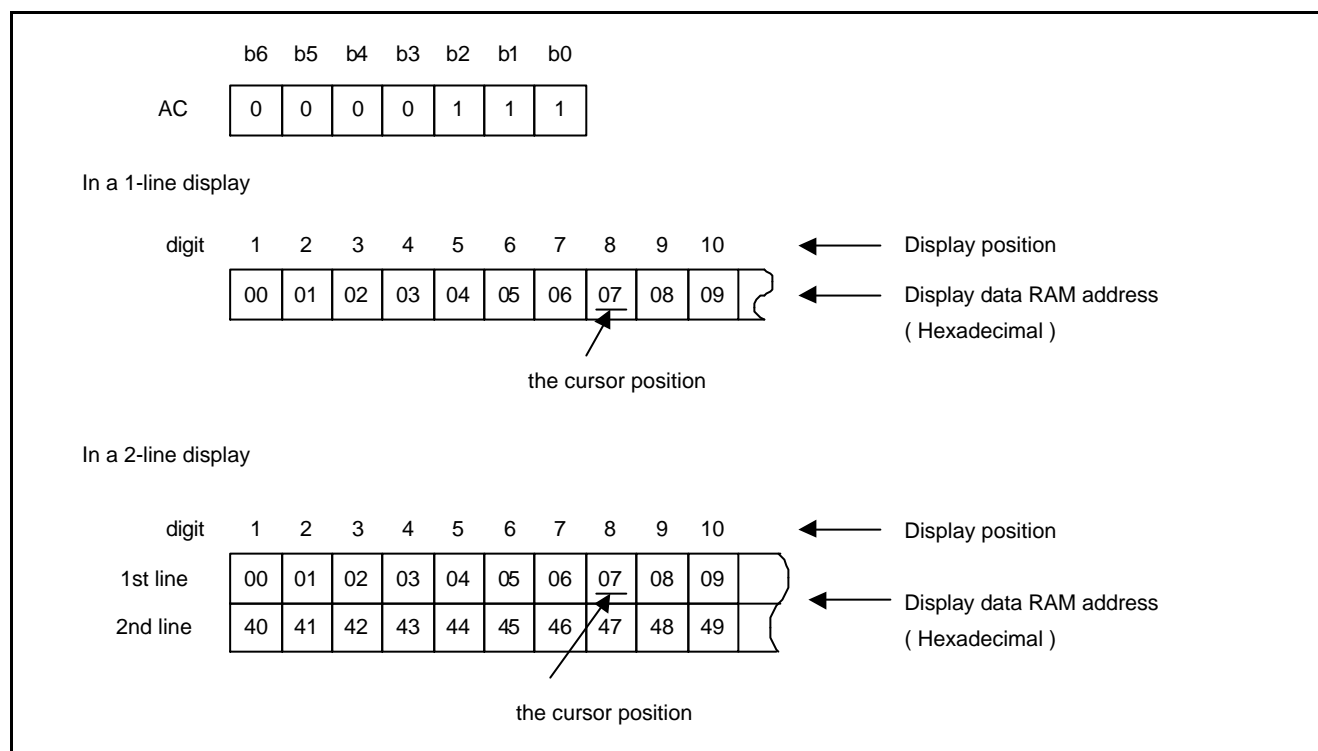 b6 b5 b4 b3 b2 b1 b0
AC 0 0 0 0 1 1 1
In a 1-line display
digit 1 2 3 4 5 6 7 8 9 10 Display position
00 01 02 03 04 05 06 07 08 09 Display data RAM address
( Hexadecimal )
the cursor position
In a 2-line display
digit 1 2 3 4 5 6 7 8 9 10 Display position
1st line 00 01 02 03 04 05 06 07 08 09
Display data RAM address
2nd line 40 41 42 43 44 45 46 47 48 49
( Hexadecimal )
the cursor position